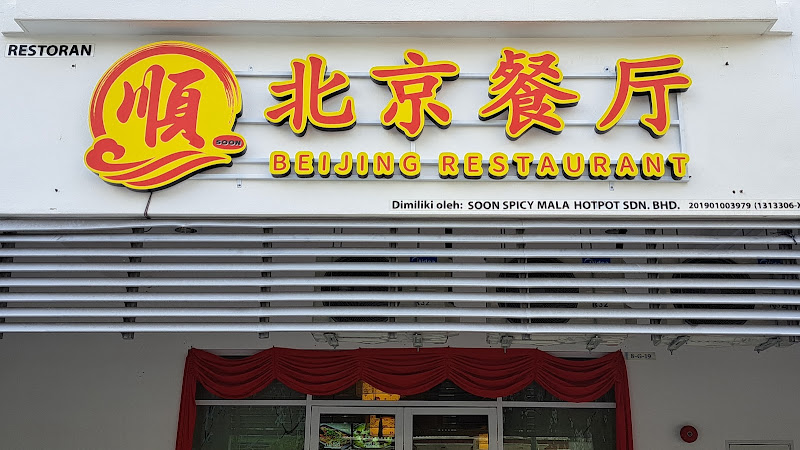 RESTORAN
順
SOON
北京餐厅
BEIJING RESTAURANT
Dimiliki oleh: SOON SPICY MALA HOTPOT SDN. BHD. 201901003979 (1313306-X